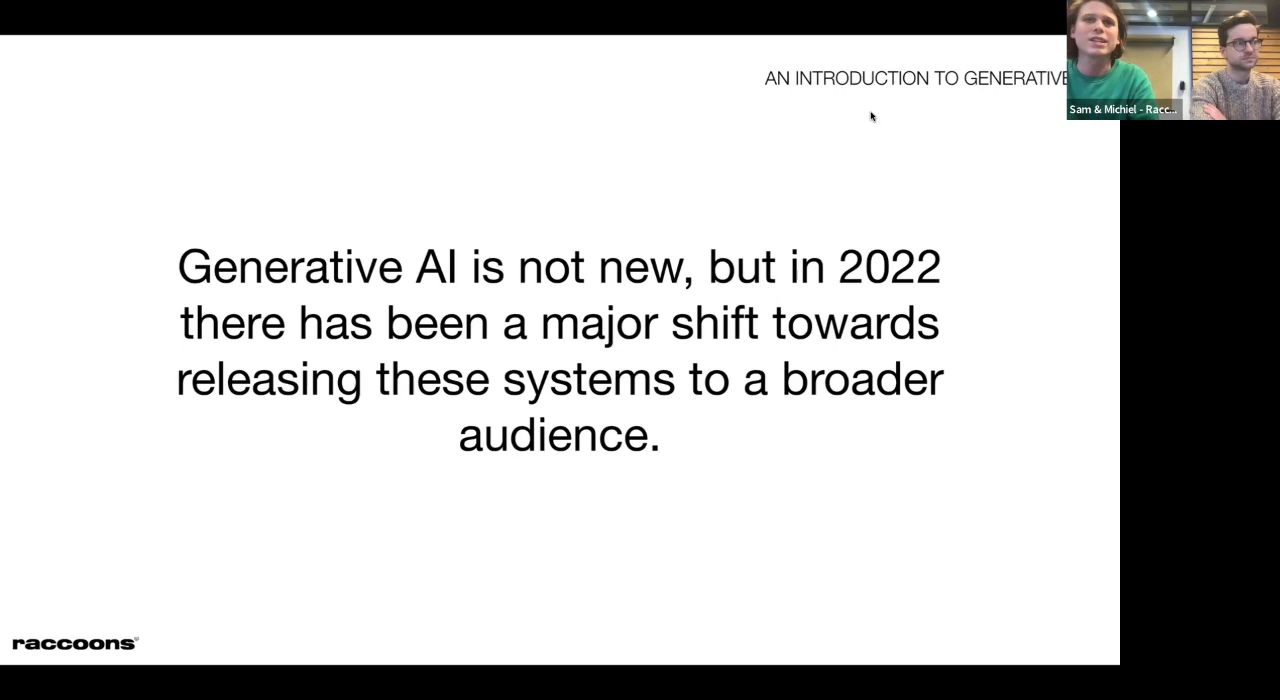 AN INTRODUCTION TO GENERATIVE
Sam & Michiel - Racc...
Generative AI is not new, but in 2022
there has been a major shift towards
releasing these systems to a broader
audience.
raccoons